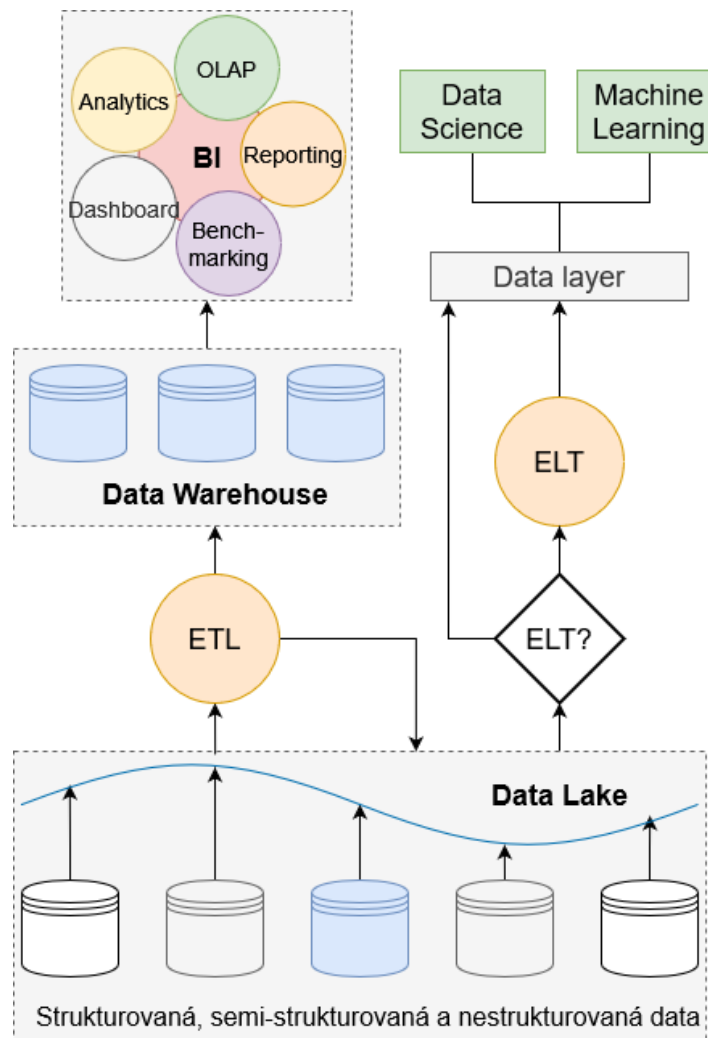 OLAP
Analytics
BI
Reporting
Dashboard
Bench-
marking
Data
Science
Machine
Learning
Data layer
Data Warehouse
ELT
ETL
ELT?
Data Lake
Strukturovaná, semi-strukturovaná a nestrukturovaná data